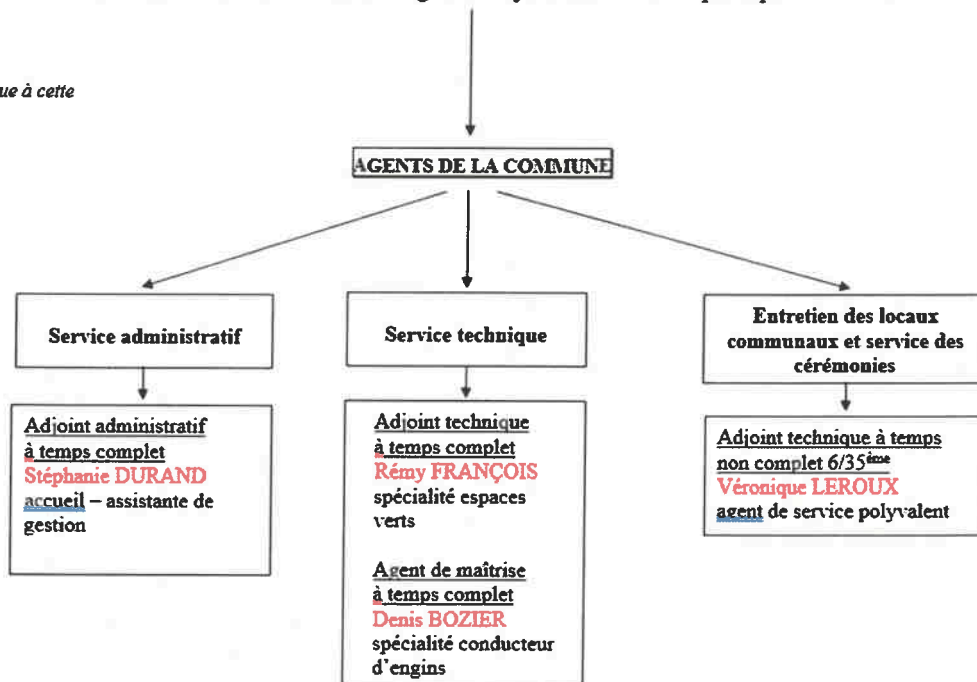 ue à cette
AGENTS DE LA COMMUNE
Service administratif
Adjoint administratif
à temps complet
Stéphanie DURAND
accueil – assistante de
gestion
Service technique
Adjoint technique
à temps complet
Rémy FRANÇOIS
spécialité espaces
verts
Agent de maîtrise
à temps complet
Denis BOZIER
spécialité conducteur
d'engins
Entretien des locaux
communaux et service des
cérémonies
Adjoint technique à temps
non complet 6/35ème
Véronique LEROUX
agent de service polyvalent